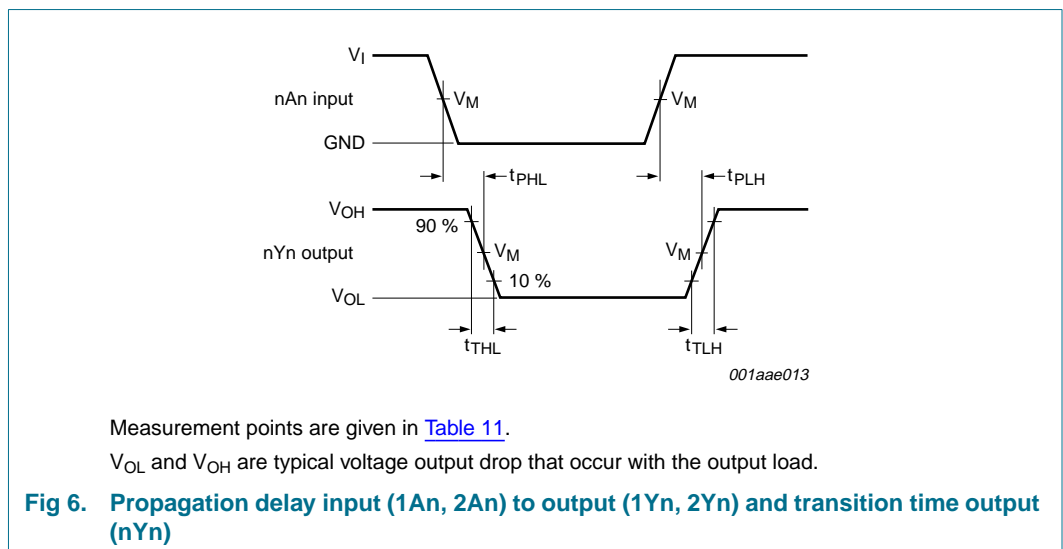 VI
nAn input
VM
VM
GND
tPHL
tPLH
VOH
90 %
nYn output
VM
VM
10 %
VOL
tTHL
tTLH
001aae013
Measurement points are given in Table 11.
VOL and VOH are typical voltage output drop that occur with the output load.
Fig 6. Propagation delay input (1An, 2An) to output (1Yn, 2Yn) and transition time output
(nYn)